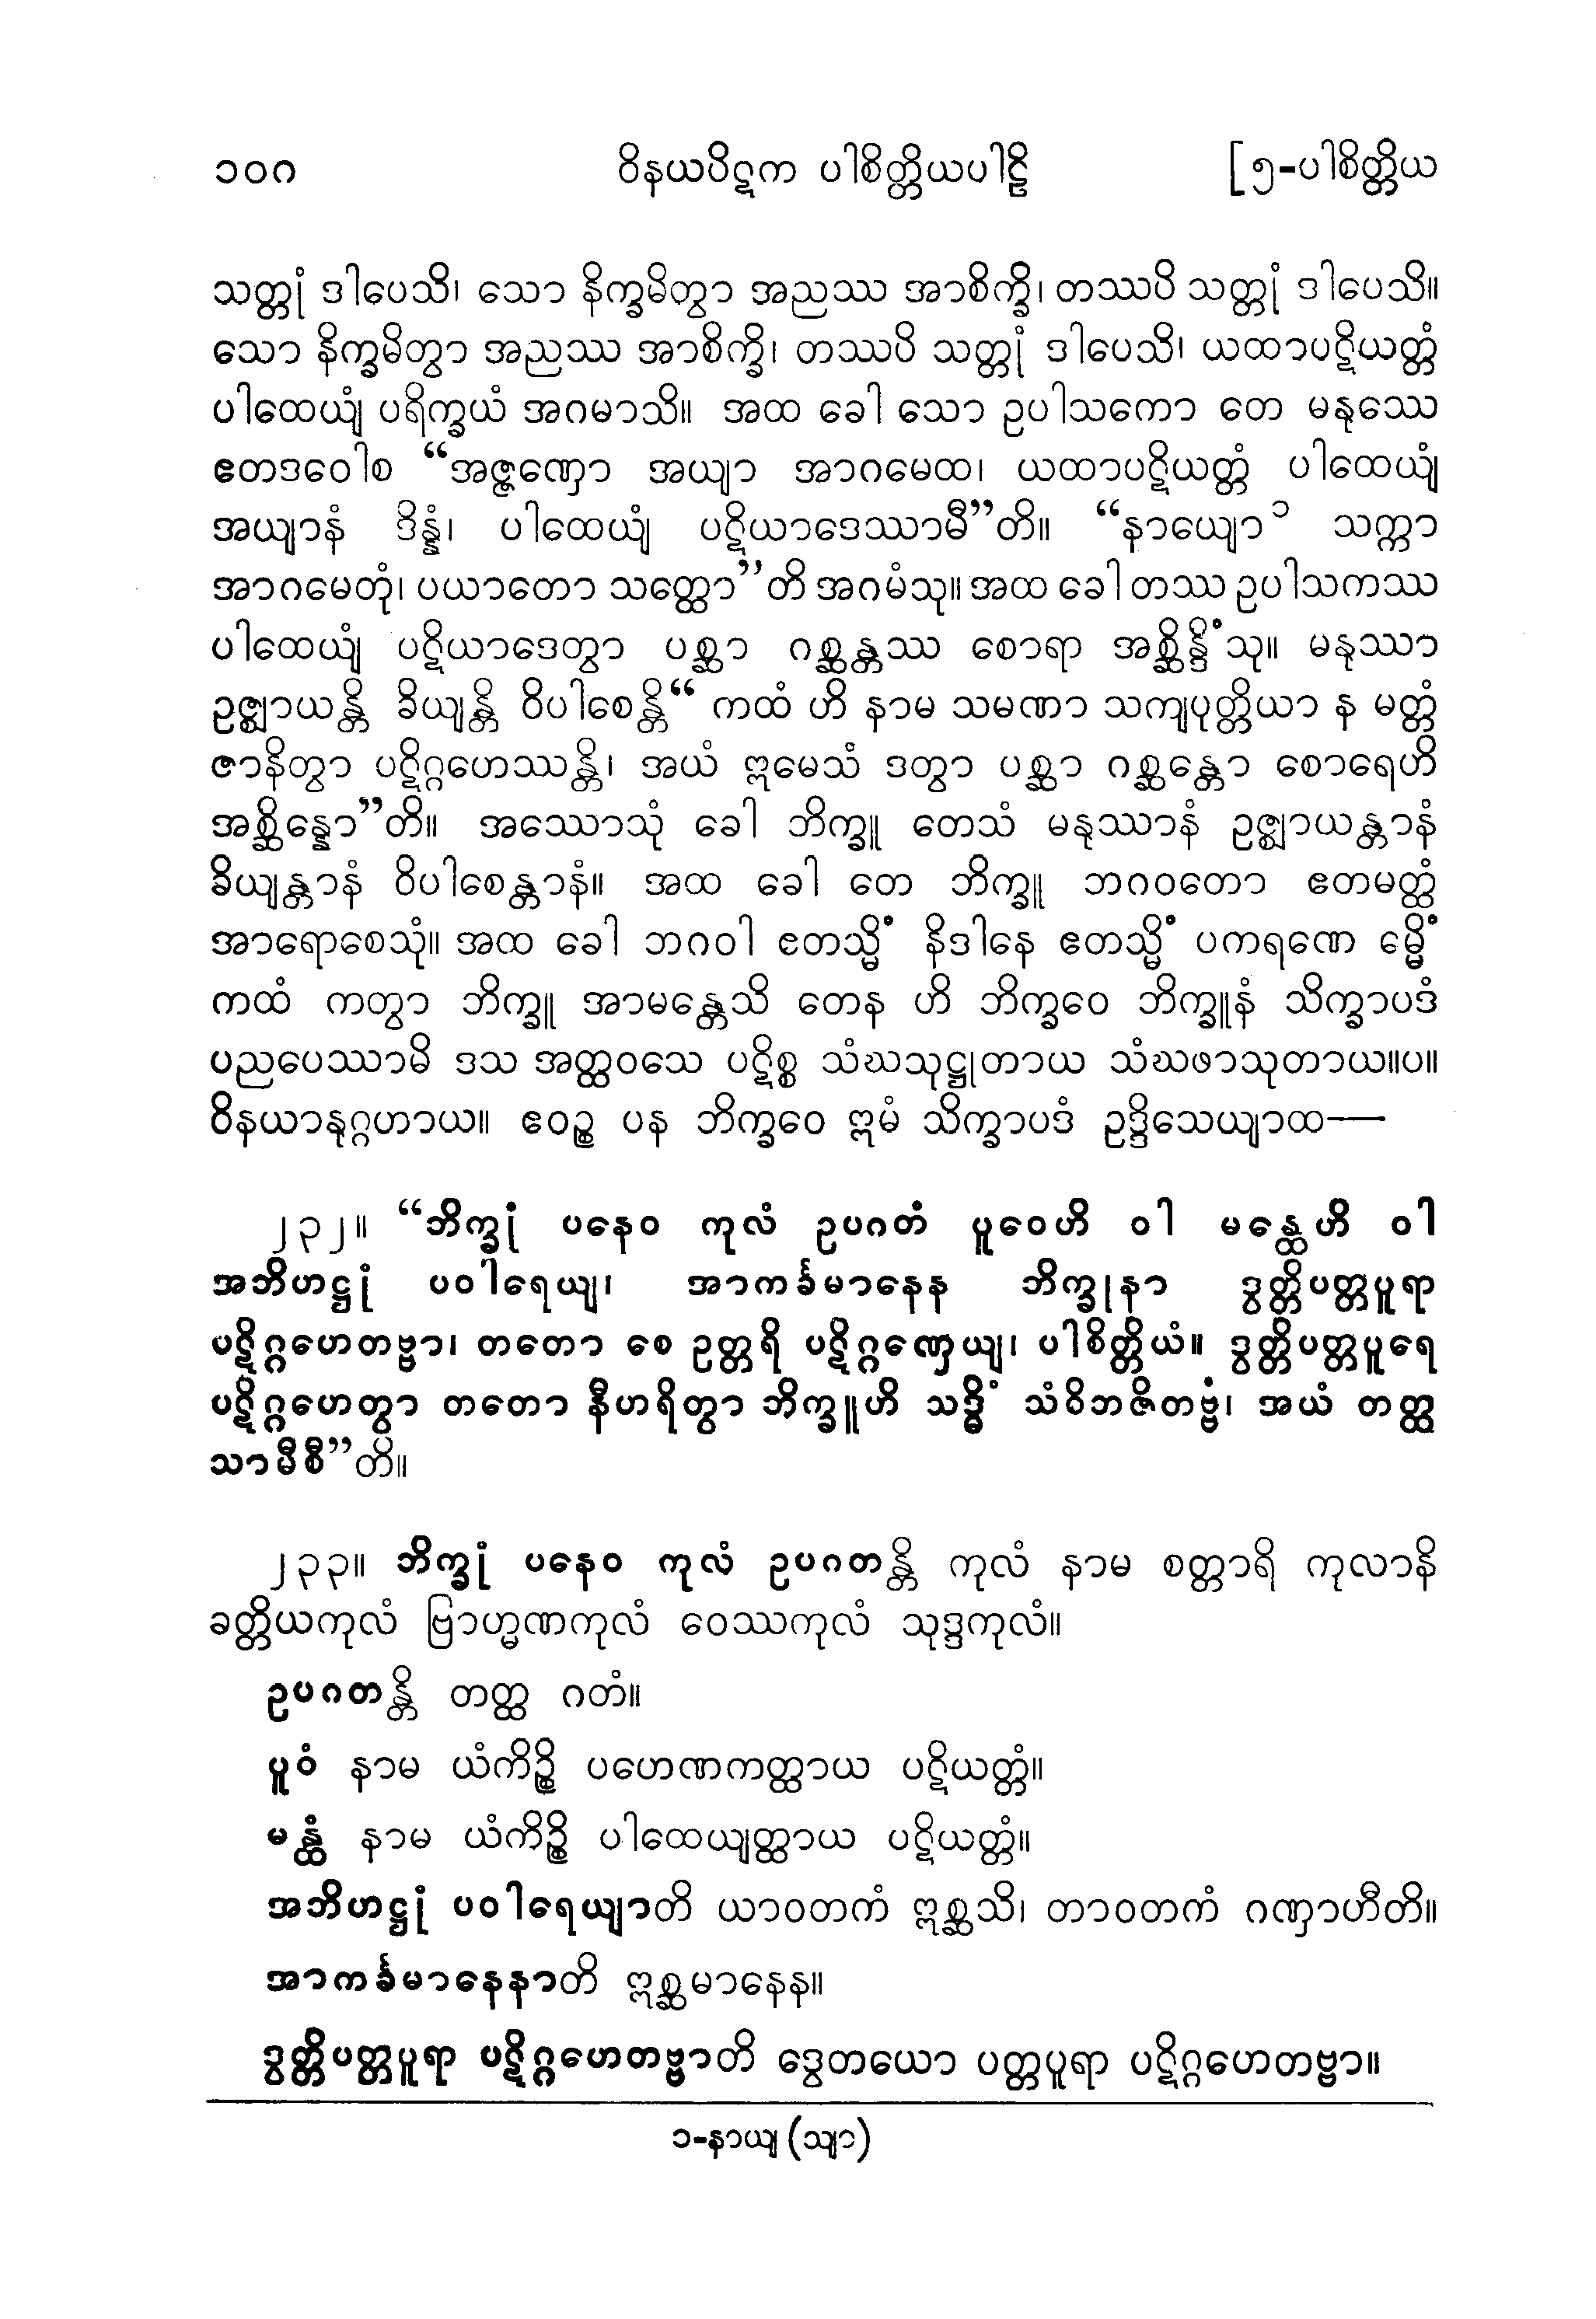 ၁၀ဂ ဝိနယပိဋက ပါစိတ္တိယပါဠိ [၅-ပါစိတ္တိယ
သတ္တုံ ဒါပေသိ၊ သော နိက္ခမိတွာ အညဿ အာစိက္ခိ၊ တဿပိ သတ္တုံ ဒါပေသိ။
သော နိက္ခမိတွာ အညဿ အာစိက္ခိ၊ တဿပိ သတ္တုံ ဒါပေသိ၊ ယထာပဋိယတ္တံ
ပါထေယျံ ပရိက္ခယံ အဂမာသိ။ အထ ခေါ သော ဥပါသကော တေ မနုဿေ
ဧတဒဝေါစ “အဇ္ဇဏှော အယျာ အာဂမေထ၊ ယထာပဋိယတ္တံ ပါထေယျံ
အယျာနံ ဒိန္နံ၊ ပါထေယျံ ပဋိယာဒေဿာမီ”တိ။ “နာယျော ၁ သက္ကာ
အာဂမေတုံ၊ ပယာတော သတ္ထော”တိ အဂမံသု။ အထ ခေါ တဿ ဥပါသကဿ
ပါထေယျံ ပဋိယာဒေတွာ ပစ္ဆာ ဂစ္ဆန္တဿ စောရာ အစ္ဆိန္ဒိံသု။ မနုဿာ
ဥဇ္ဈာယန္တိ ခိယျန္တိ ဝိပါစေန္တိ“ ကထံ ဟိ နာမ သမဏာ သကျပုတ္တိယာ န မတ္တံ
ဇာနိတွာ ပဋိဂ္ဂဟေဿန္တိ၊ အယံ ဣမေသံ ဒတွာ ပစ္ဆာ ဂစ္ဆန္တော စောရေဟိ
အစ္ဆိန္နော”တိ။ အဿောသုံ ခေါ ဘိက္ခူ တေသံ မနုဿာနံ ဥဇ္ဈာယန္တာနံ
ခိယျန္တာနံ ဝိပါစေန္တာနံ။ အထ ခေါ တေ ဘိက္ခူ ဘဂဝတော ဧတမတ္ထံ
အာရောစေသုံ။ အထ ခေါ ဘဂဝါ ဧတသ္မိံ နိဒါနေ ဧတသ္မိံ ပကရဏေ ဓမ္မိံ
ကထံ ကတွာ ဘိက္ခူ အာမန္တေသိ တေန ဟိ ဘိက္ခဝေ ဘိက္ခူနံ သိက္ခာပဒံ
ပညပေဿာမိ ဒသ အတ္ထဝသေ ပဋိစ္စ သံဃသုဋ္ဌုတာယ သံဃဖာသုတာယ။ပ။
ဝိနယာနုဂ္ဂဟာယ။ ဧဝဉ္စ ပန ဘိက္ခဝေ ဣမံ သိက္ခာပဒံ ဥဒ္ဒိသေယျာထ—
၂၃၂။ “ဘိက္ခုံ ပနေဝ ကုလံ ဥပဂတံ ပူဝေဟိ ဝါ မန္ထေဟိ ဝါ
အဘိဟဋ္ဌုံ ပဝါရေယျ၊ အာကင်္ခမာနေန ဘိက္ခုနာ ဒွတ္တိပတ္တပူရာ
ပဋိဂ္ဂဟေတဗ္ဗာ၊ တတော စေ ဥတ္တရိ ပဋိဂ္ဂဏှေယျ၊ ပါစိတ္တိယံ။ ဒွတ္တိပတ္တပူရေ
ပဋိဂ္ဂဟေတွာ တတော နီဟရိတွာ ဘိက္ခူဟိ သဒ္ဓိံ သံဝိဘဇိတဗ္ဗံ၊ အယံ တတ္ထ
သာမီစီ”တိ။
၂၃၃။ ဘိက္ခုံ ပနေဝ ကုလံ ဥပဂတန္တိ ကုလံ နာမ စတ္တာရိ ကုလာနိ
ခတ္တိယကုလံ ဗြာဟ္မဏကုလံ ဝေဿကုလံ သုဒ္ဒကုလံ။
ဥပဂတန္တိ တတ္ထ ဂတံ။
ပူဝံ နာမ ယံကိဉ္စိ ပဟေဏကတ္ထာယ ပဋိယတ္တံ။
မန္ထံ နာမ ယံကိဉ္စိ ပါထေယျတ္ထာယ ပဋိယတ္တံ။
အဘိဟဋ္ဌုံ ပဝါရေယျာတိ ယာဝတကံ ဣစ္ဆသိ၊ တာဝတကံ ဂဏှာဟီတိ။
အာကင်္ခမာနေနာတိ ဣစ္ဆမာနေန။
ဒွတ္တိပတ္တပူရာ ပဋိဂ္ဂဟေတဗ္ဗာတိ ဒွေတယော ပတ္တပူရာ ပဋိဂ္ဂဟေတဗ္ဗာ။
၁-နာယျ (သျာ)